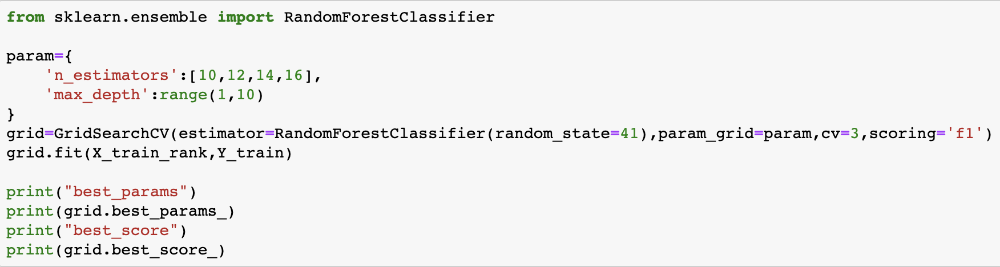 from sklearn.ensemble import RandomForestClassifier
param={
    'n_estimators':[10,12,14,16],
    'max_depth':range(1,10)
}
grid=GridSearchCV(estimator=RandomForestClassifier(random_state=41),param_grid=param,cv=3,scoring='f1')
grid.fit(X_train_rank,Y_train)
print("best_params")
print(grid.best_params_)
print("best_score")
print(grid.best_score_)